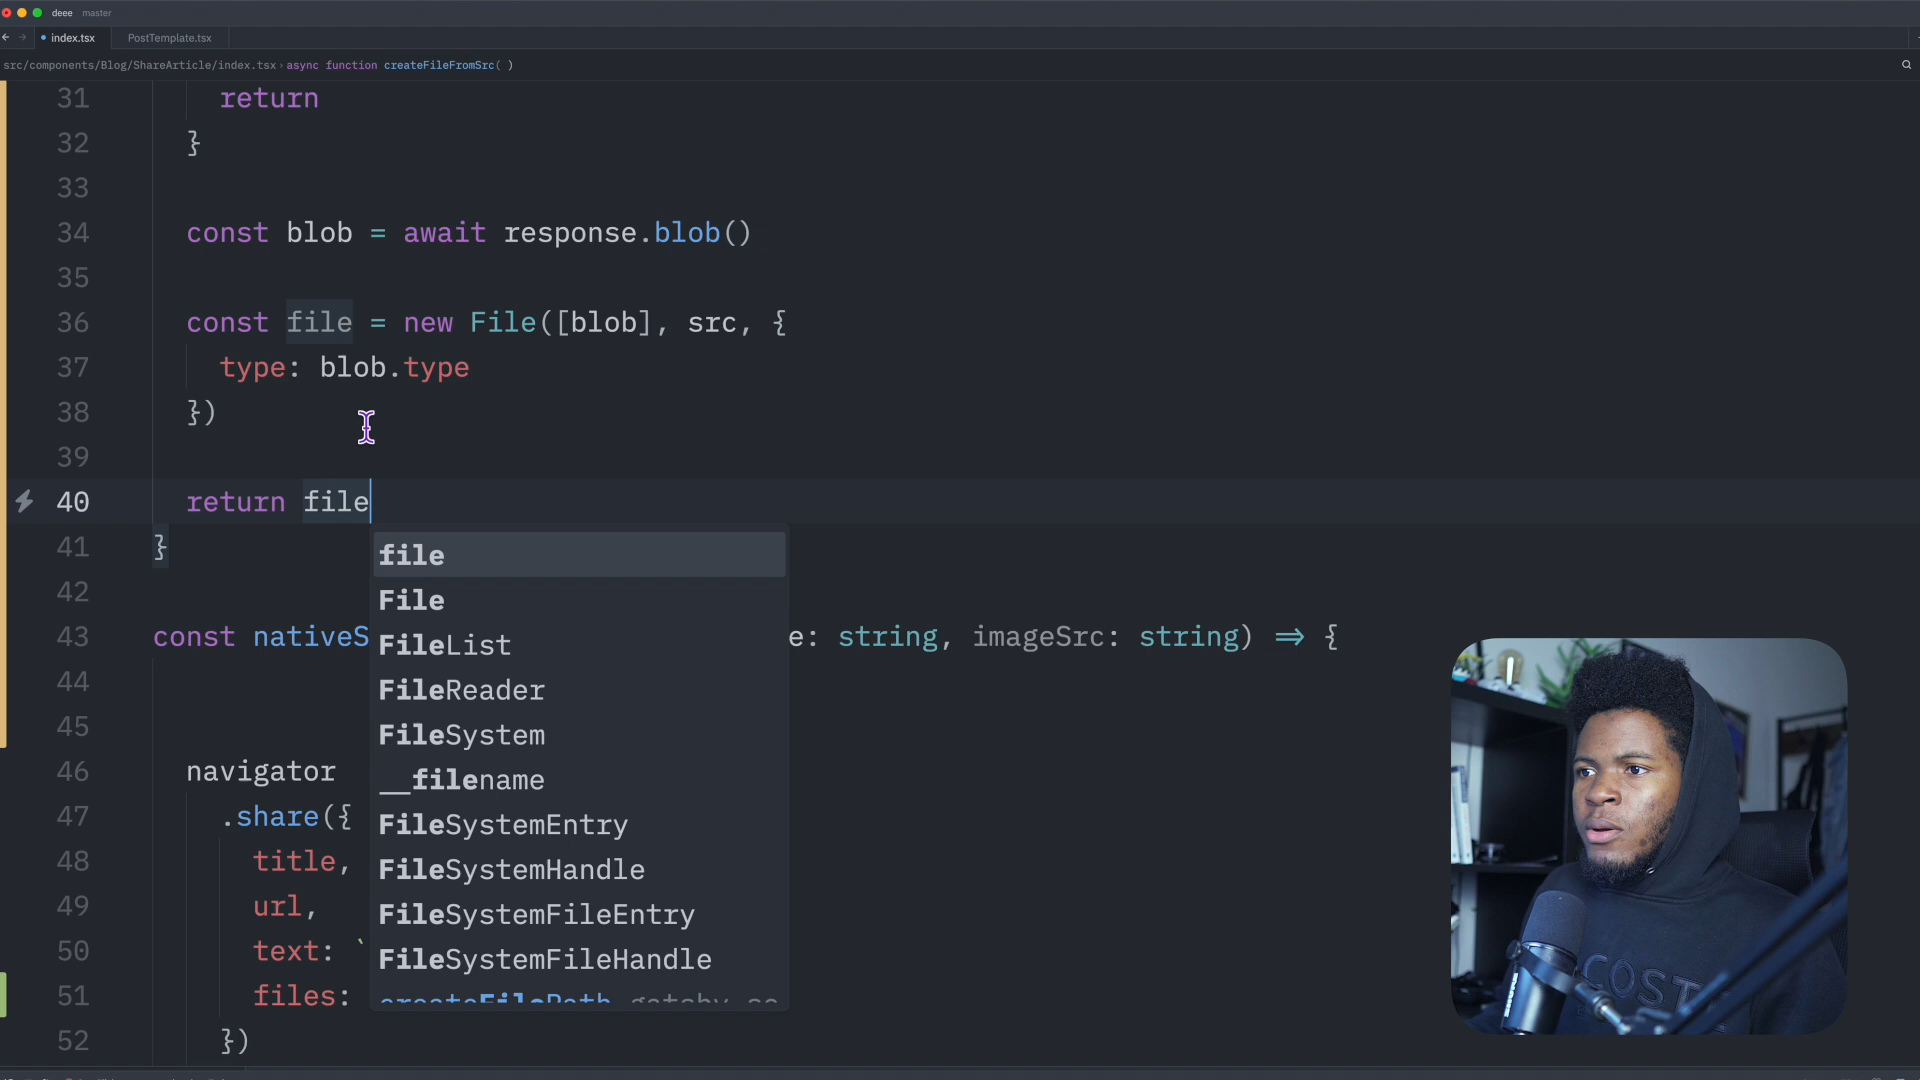 deee master
index.tsx PostTemplate.tsx
src/components/Blog/ShareArticle/index.tsx › async function createFileFromSrc( )
31 return
32 }
33
34 const blob = await response.blob()
35
36 const file = new File([blob], src, {
37 type: blob.type
38 })
39
40 return file
41 }
file
42
File
43 const nativeS e: string, imageSrc: string) => {
FileList
44
FileReader
45
FileSystem
46 navigator
__filename
47 .share({
FileSystemEntry
48 title,
FileSystemHandle
49 url,
FileSystemFileEntry
50 text: `
FileSystemFileHandle
51 files:
createFilePath
52 })
COST